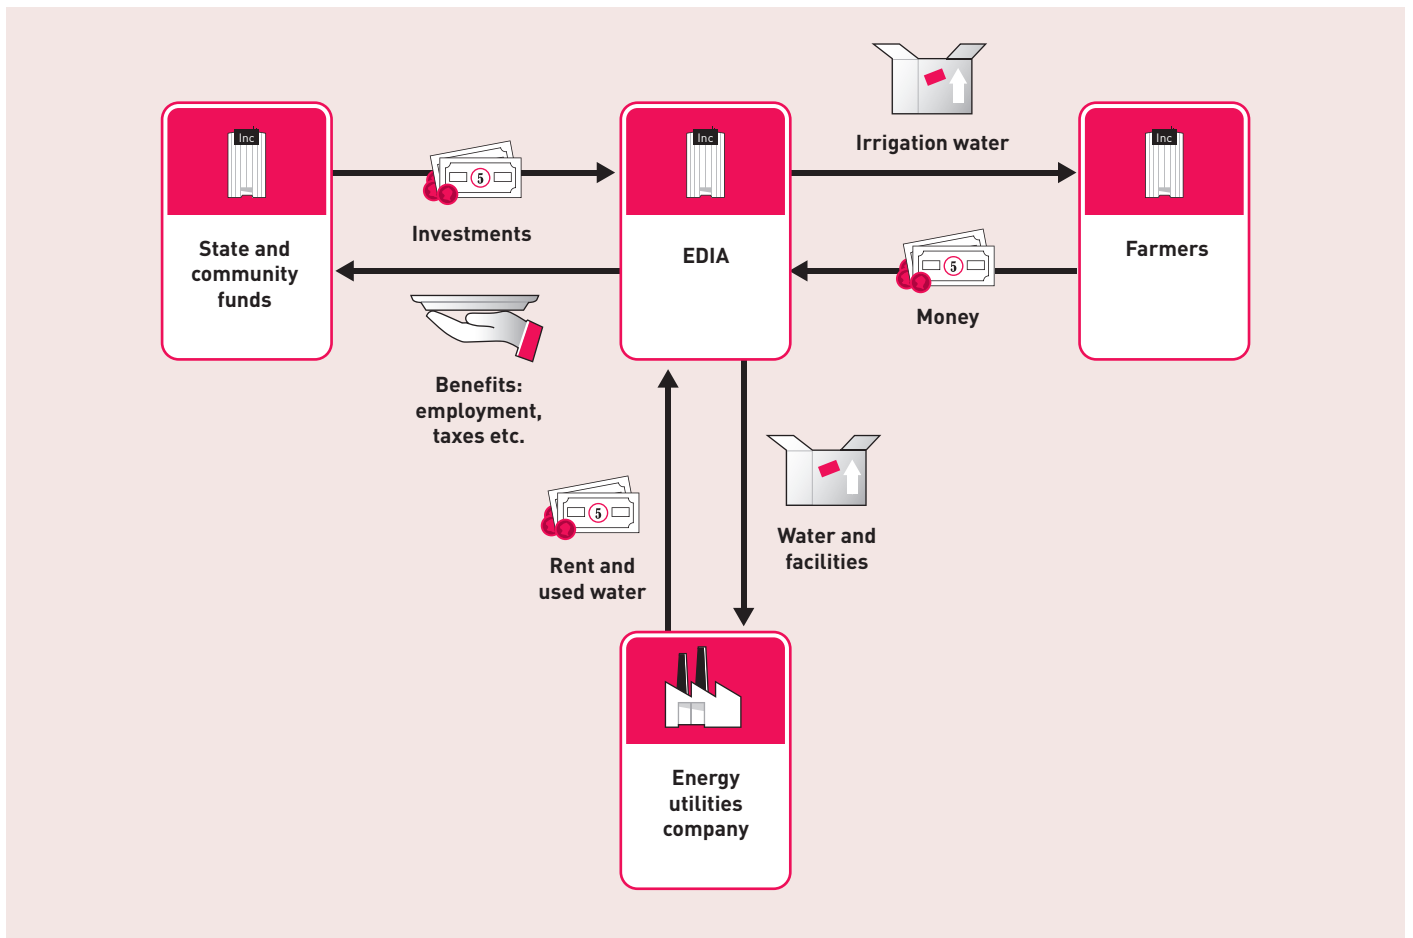 Irrigation water
Inc
Inc
Inc
5
Investments
State and
community
funds
EDIA
Farmers
5
Money
Benefits:
employment,
taxes etc.
5
Water and
facilities
Rent and
used water
Energy
utilities
company